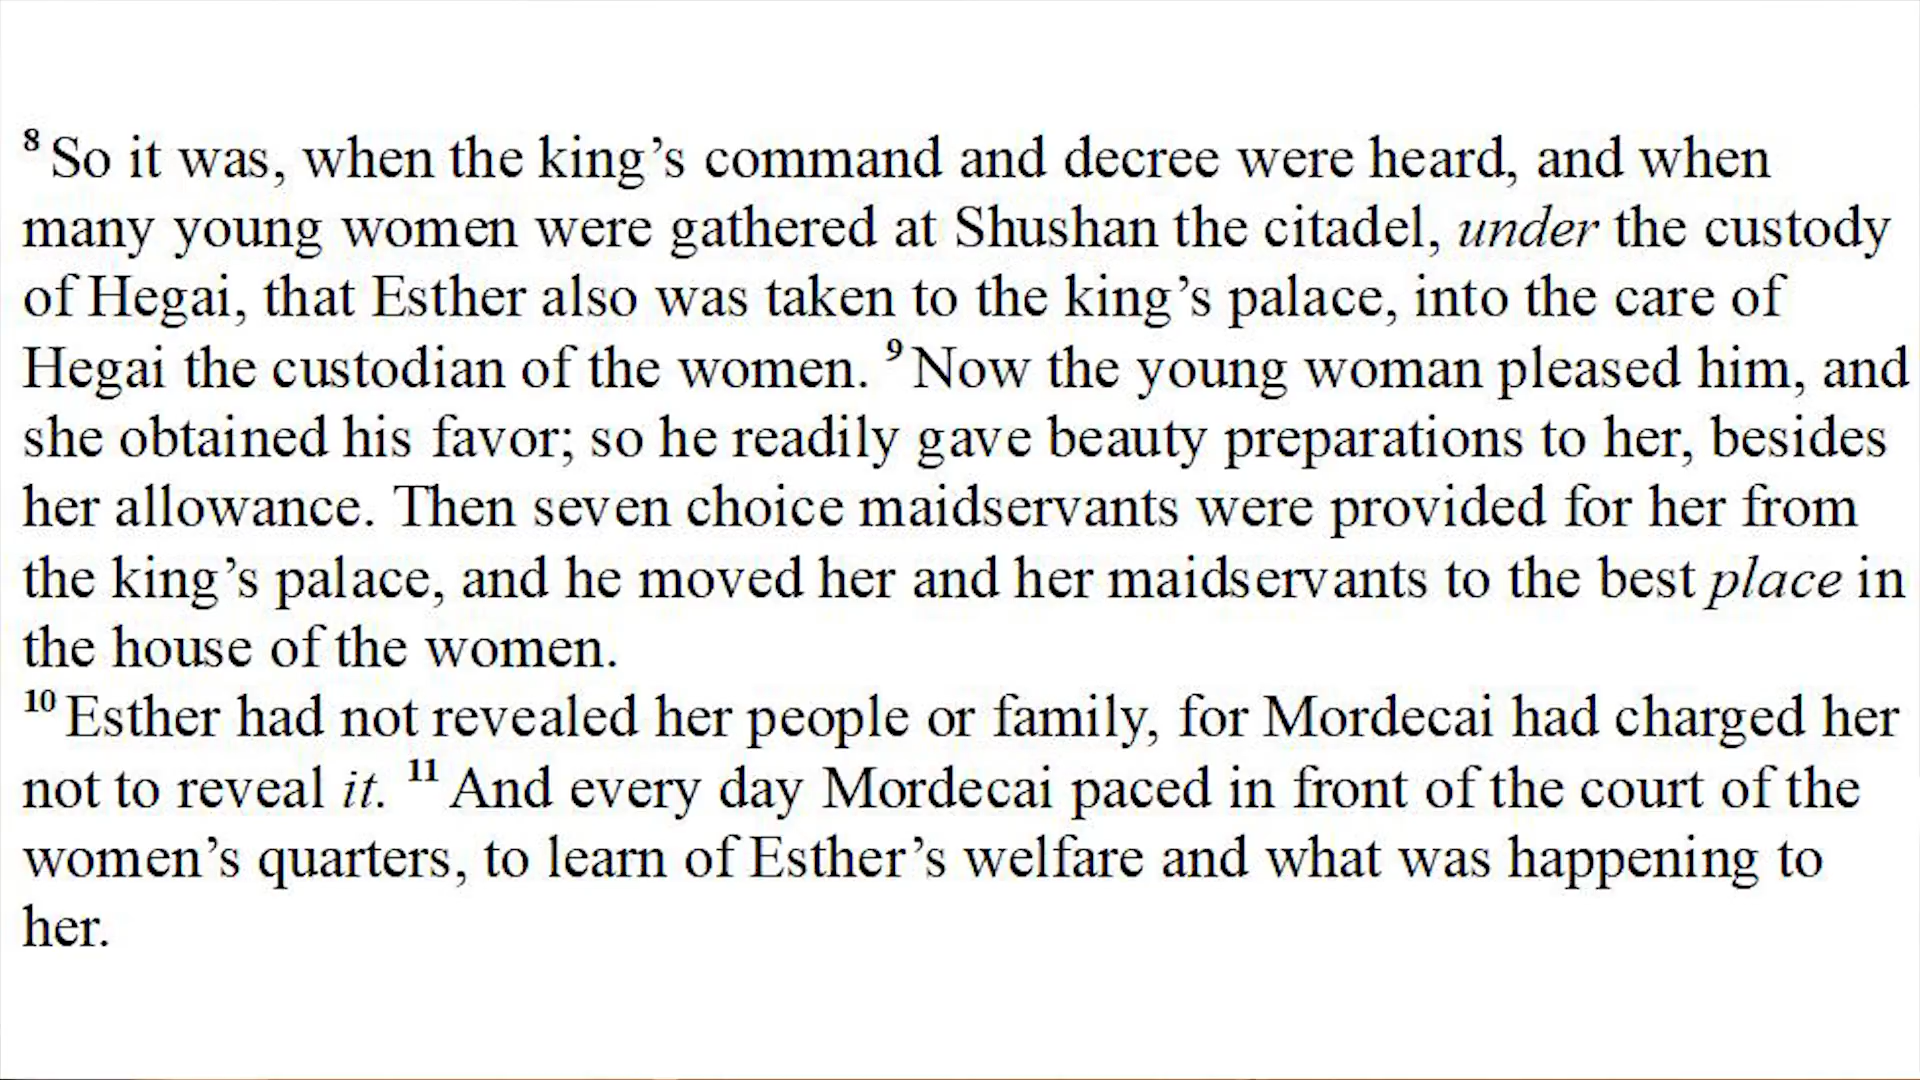 8 So it was, when the king’s command and decree were heard, and when
many young women were gathered at Shushan the citadel, under the custody
of Hegai, that Esther also was taken to the king’s palace, into the care of
Hegai the custodian of the women. 9 Now the young woman pleased him, and
she obtained his favor; so he readily gave beauty preparations to her, besides
her allowance. Then seven choice maidservants were provided for her from
the king’s palace, and he moved her and her maidservants to the best place in
the house of the women.
10 Esther had not revealed her people or family, for Mordecai had charged her
not to reveal it. 11 And every day Mordecai paced in front of the court of the
women’s quarters, to learn of Esther’s welfare and what was happening to
her.